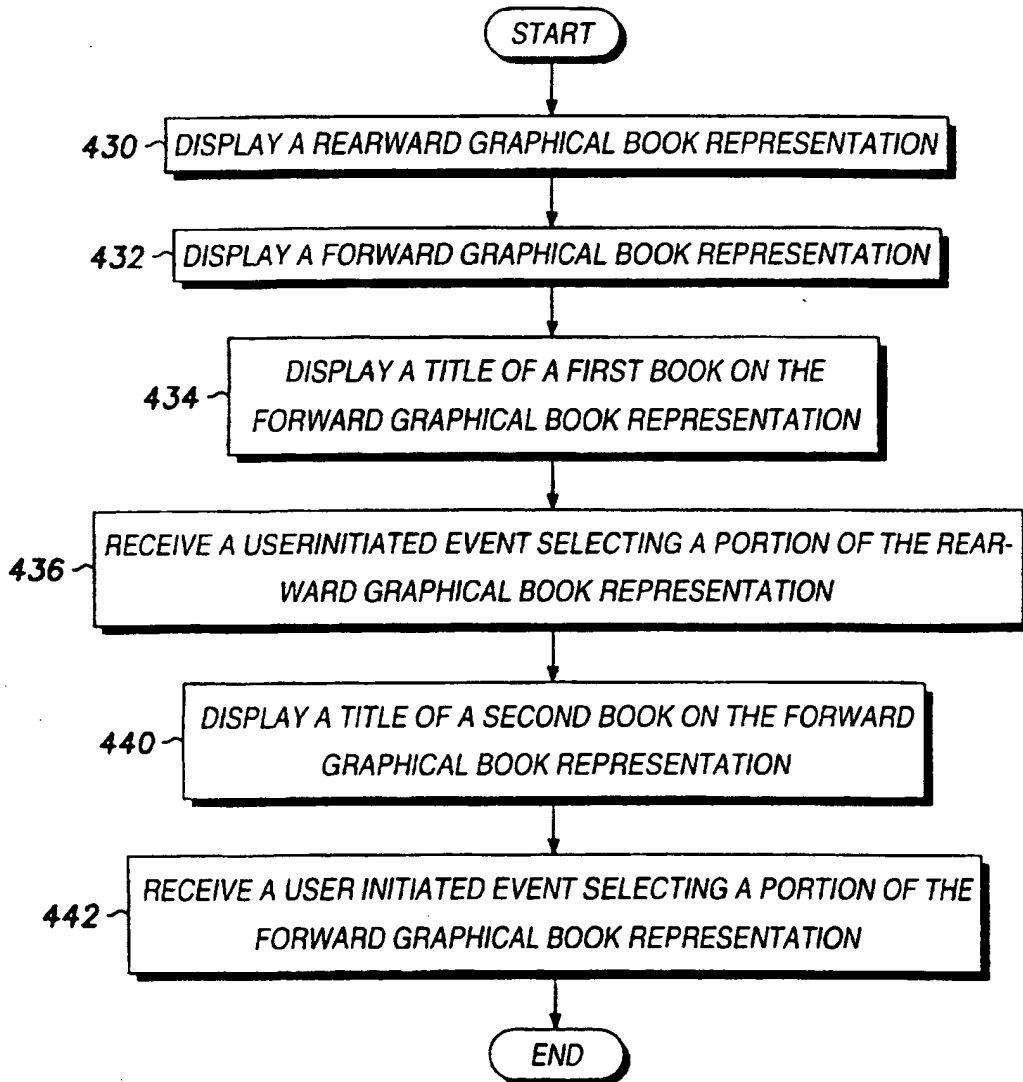 START
430 DISPLAY A REARWARD GRAPHICAL BOOK REPRESENTATION
432 DISPLAY A FORWARD GRAPHICAL BOOK REPRESENTATION
DISPLAY A TITLE OF A FIRST BOOK ON THE
434
FORWARD GRAPHICAL BOOK REPRESENTATION
RECEIVE A USERINITIATED EVENT SELECTING A PORTION OF THE REAR-
436
WARD GRAPHICAL BOOK REPRESENTATION
DISPLAY A TITLE OF A SECOND BOOK ON THE FORWARD
440
GRAPHICAL BOOK REPRESENTATION
RECEIVE A USER INITIATED EVENT SELECTING A PORTION OF THE
442
FORWARD GRAPHICAL BOOK REPRESENTATION
END